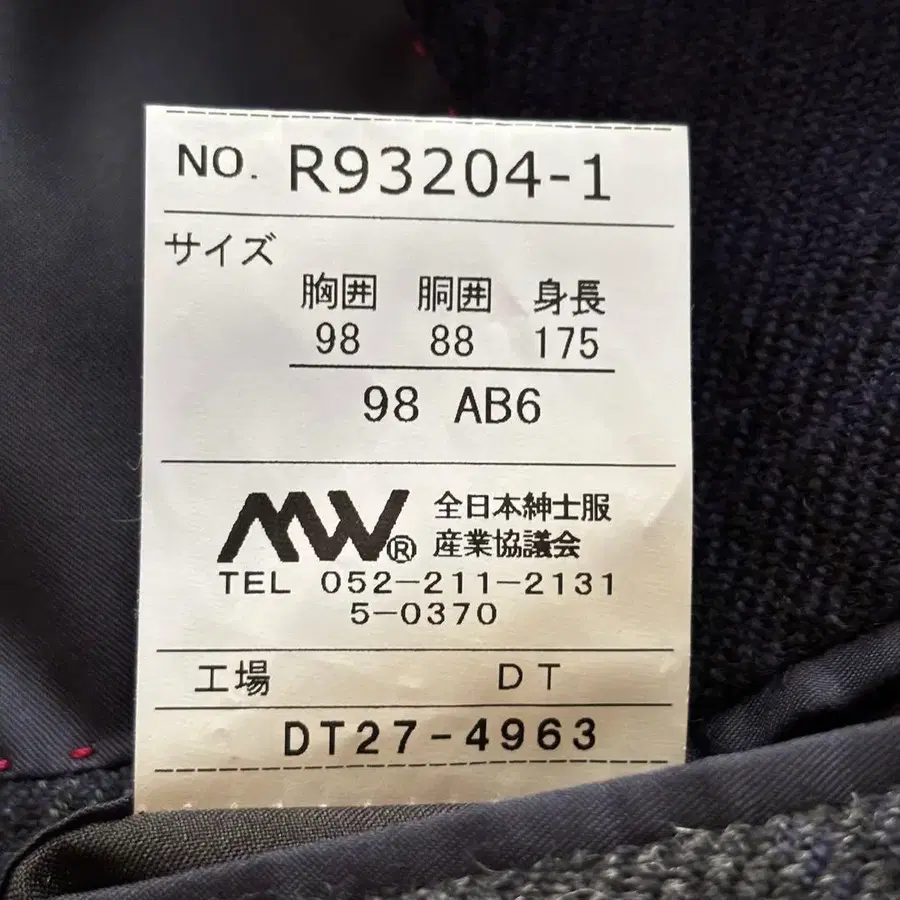 NO. R93204-1
サイズ
胸囲 胴囲 身長
98 88 175
98 AB6
MW® 全日本紳士服
産業協議会
TEL 052-211-2131
5-0370
工場 DT
DT27-4963